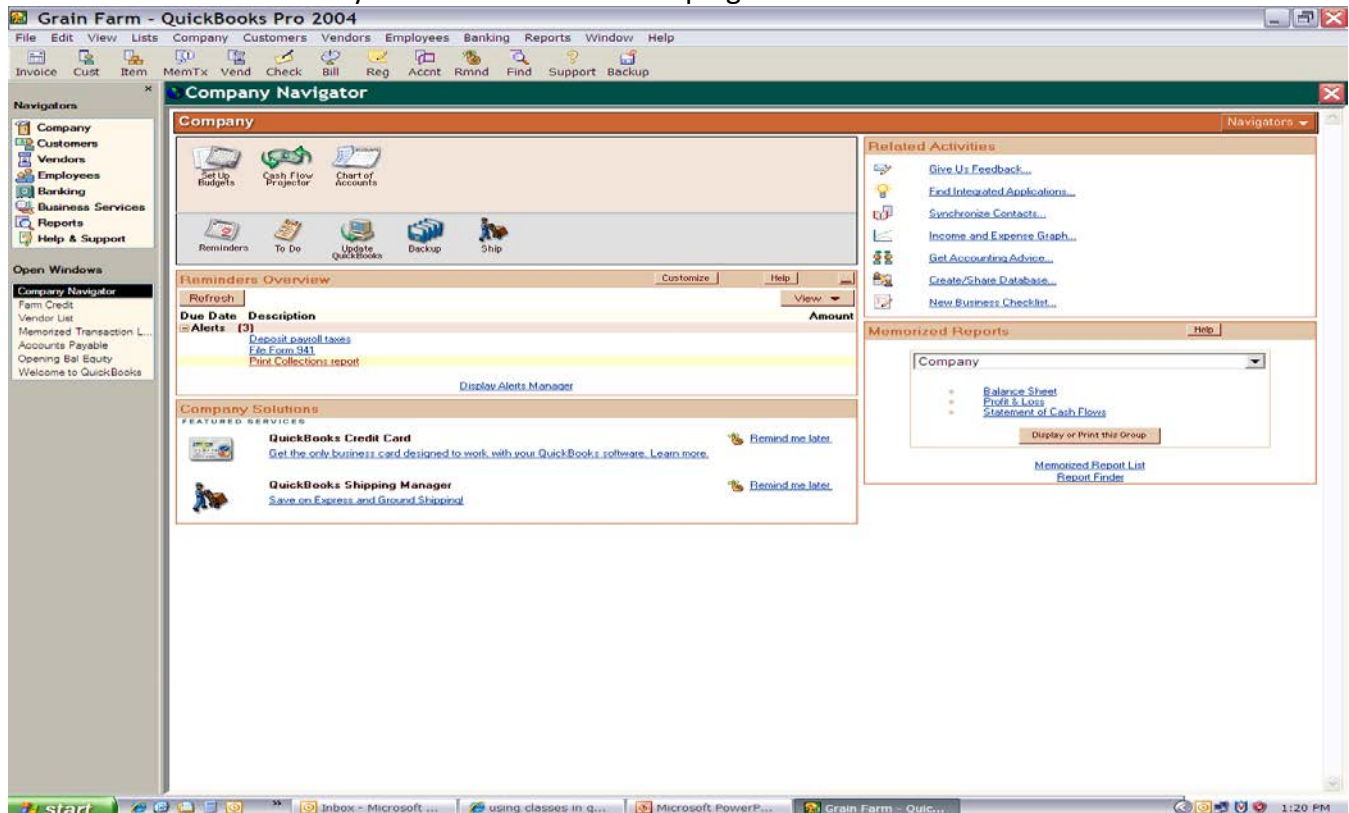 Grain Farm - QuickBooks Pro 2004
File Edit View Lists Company Customers Vendors Employees Banking Reports Window Help
Invoice Cust Item MemTx Vend Check Bill Reg Accnt Rmnd Find Support Backup
Navigators
Company
Customers
Vendors
Employees
Banking
Business Services
Reports
Help & Support
Open Windows
Company Navigator
Farm Credit
Vendor List
Memorized Transaction L...
Accounts Payable
Opening Bal Equty
Welcome to QuickBooks
Company Navigator
Company
Navigators
Set Up Budgets
Cash Flow Projector
Chart of Accounts
Reminders
To Do
Update QuickBooks
Backup
Ship
Reminders Overview
Customize
Help
Refresh
View
Due Date Description Amount
Alerts (3)
Deposit payroll taxes
File Form 941
Print Collections report
Display Alerts Manager
Company Solutions
FEATURED SERVICES
QuickBooks Credit Card
Remind me later.
Get the only business card designed to work with your QuickBooks software. Learn more.
QuickBooks Shipping Manager
Remind me later.
Save on Express and Ground Shipping!
Related Activities
Give Us Feedback...
Find Integrated Applications...
Synchronize Contacts...
Income and Expense Graph...
Get Accounting Advice...
Create/Share Database...
New Business Checklist...
Memorized Reports
Help
Company
Balance Sheet
Profit & Loss
Statement of Cash Flows
Display or Print this Group
Memorized Report List
Report Finder
start
Inbox - Microsoft ...
using classes in q...
Microsoft PowerP...
Grain Farm - Quic...
1:20 PM